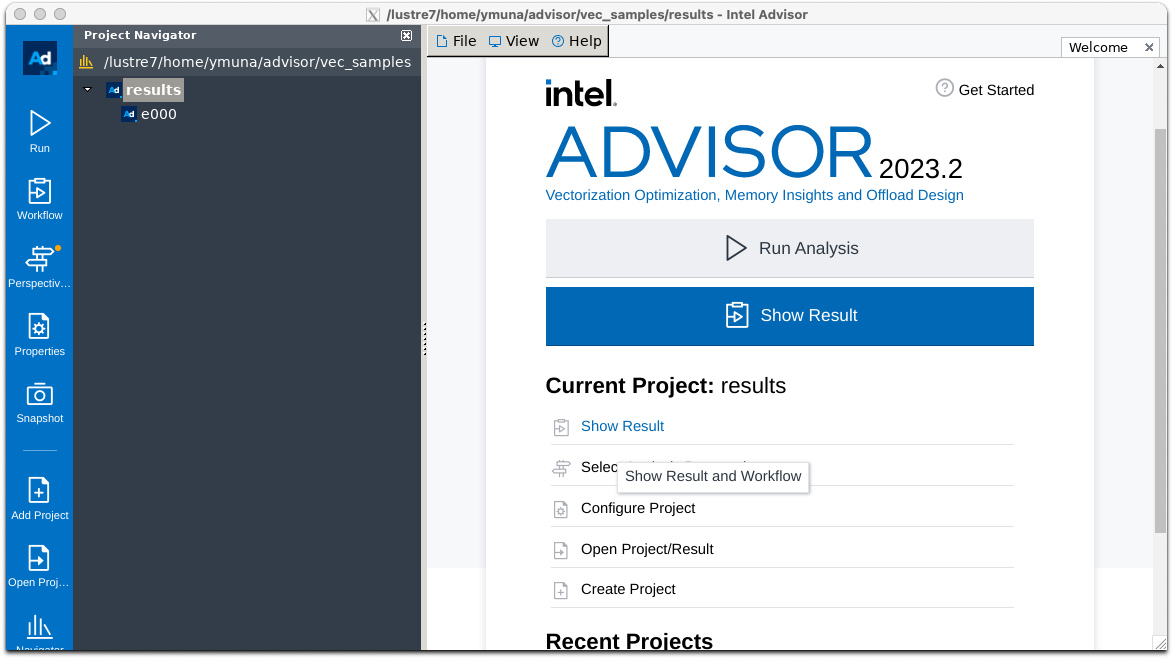 /lustre7/home/ymuna/advisor/vec_samples/results - Intel Advisor
Project Navigator
File View Help
Welcome
Ad
/lustre7/home/ymuna/advisor/vec_samples
Ad results
Ad e000
Run
Workflow
Perspectiv...
Properties
Snapshot
Add Project
Open Proj...
intel.
Get Started
ADVISOR 2023.2
Vectorization Optimization, Memory Insights and Offload Design
Run Analysis
Show Result
Current Project: results
Show Result
Show Result and Workflow
Configure Project
Open Project/Result
Create Project
Recent Projects